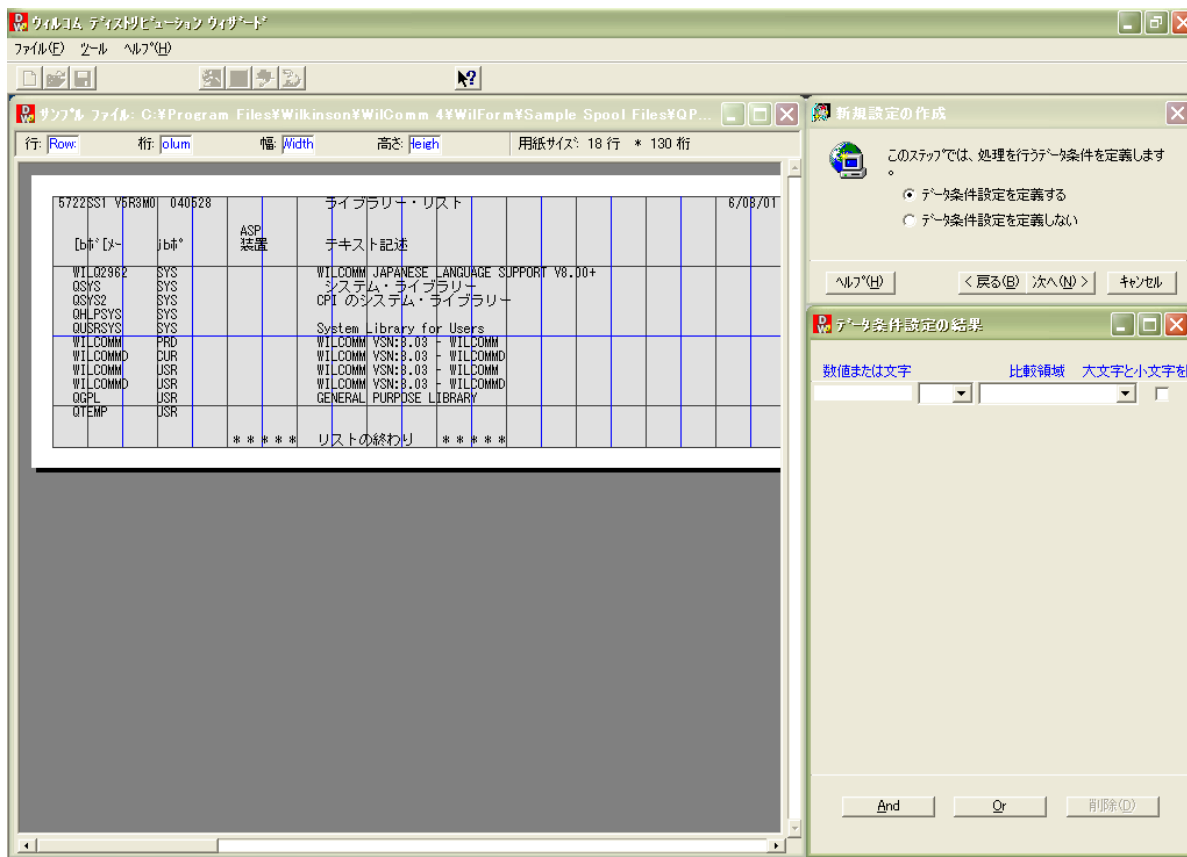 ウィルコム ディストリビューション ウィザード
ファイル(F) ツール ヘルプ(H)
サンプル ファイル: C:¥Program Files¥Wilkinson¥WilComm 4¥WilForm¥Sample Spool Files¥QP...
行: Row: 桁: olum 幅: Width 高さ: Heigh 用紙サイズ: 18 行 * 130 桁
5722SS1 V5R3M0 040528 ライブラリー・リスト 6/08/01
ASP
[bﾎﾞ[ﾒｰ jbﾎﾟ 装置 テキスト記述
WILQ2962 SYS WILCOMM JAPANESE LANGUAGE SUPPORT V8.00+
QSYS SYS システム・ライブラリー
QSYS2 SYS CPI のシステム・ライブラリー
QHLPSYS SYS
QUSRSYS SYS System Library for Users
WILCOMM PRD WILCOMM VSN:8.03 - WILCOMM
WILCOMMD CUR WILCOMM VSN:8.03 - WILCOMMD
WILCOMM USR WILCOMM VSN:8.03 - WILCOMM
WILCOMMD USR WILCOMM VSN:8.03 - WILCOMMD
QGPL USR GENERAL PURPOSE LIBRARY
QTEMP USR
* * * * * リストの終わり * * * * *
新規設定の作成
このステップでは、処理を行うデータ条件を定義します
。
データ条件設定を定義する
データ条件設定を定義しない
ヘルプ(H) < 戻る(B) 次へ(N) > キャンセル
データ条件設定の結果
数値または文字 比較領域 大文字と小文字を
And Or 削除(D)